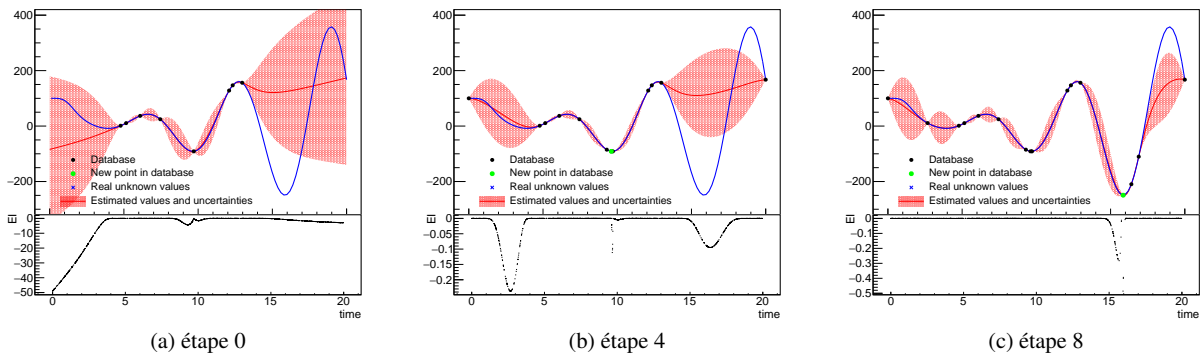 400
200
0
−200
Database
New point in database
Real unknown values
Estimated values and uncertainties
EI
0
−10
−20
−30
−40
−50
0 5 10 15 20
time
(a) étape 0
400
200
0
−200
Database
New point in database
Real unknown values
Estimated values and uncertainties
EI
0
−0.05
−0.1
−0.15
−0.2
0 5 10 15 20
time
(b) étape 4
400
200
0
−200
Database
New point in database
Real unknown values
Estimated values and uncertainties
EI
0
−0.1
−0.2
−0.3
−0.4
−0.5
0 5 10 15 20
time
(c) étape 8